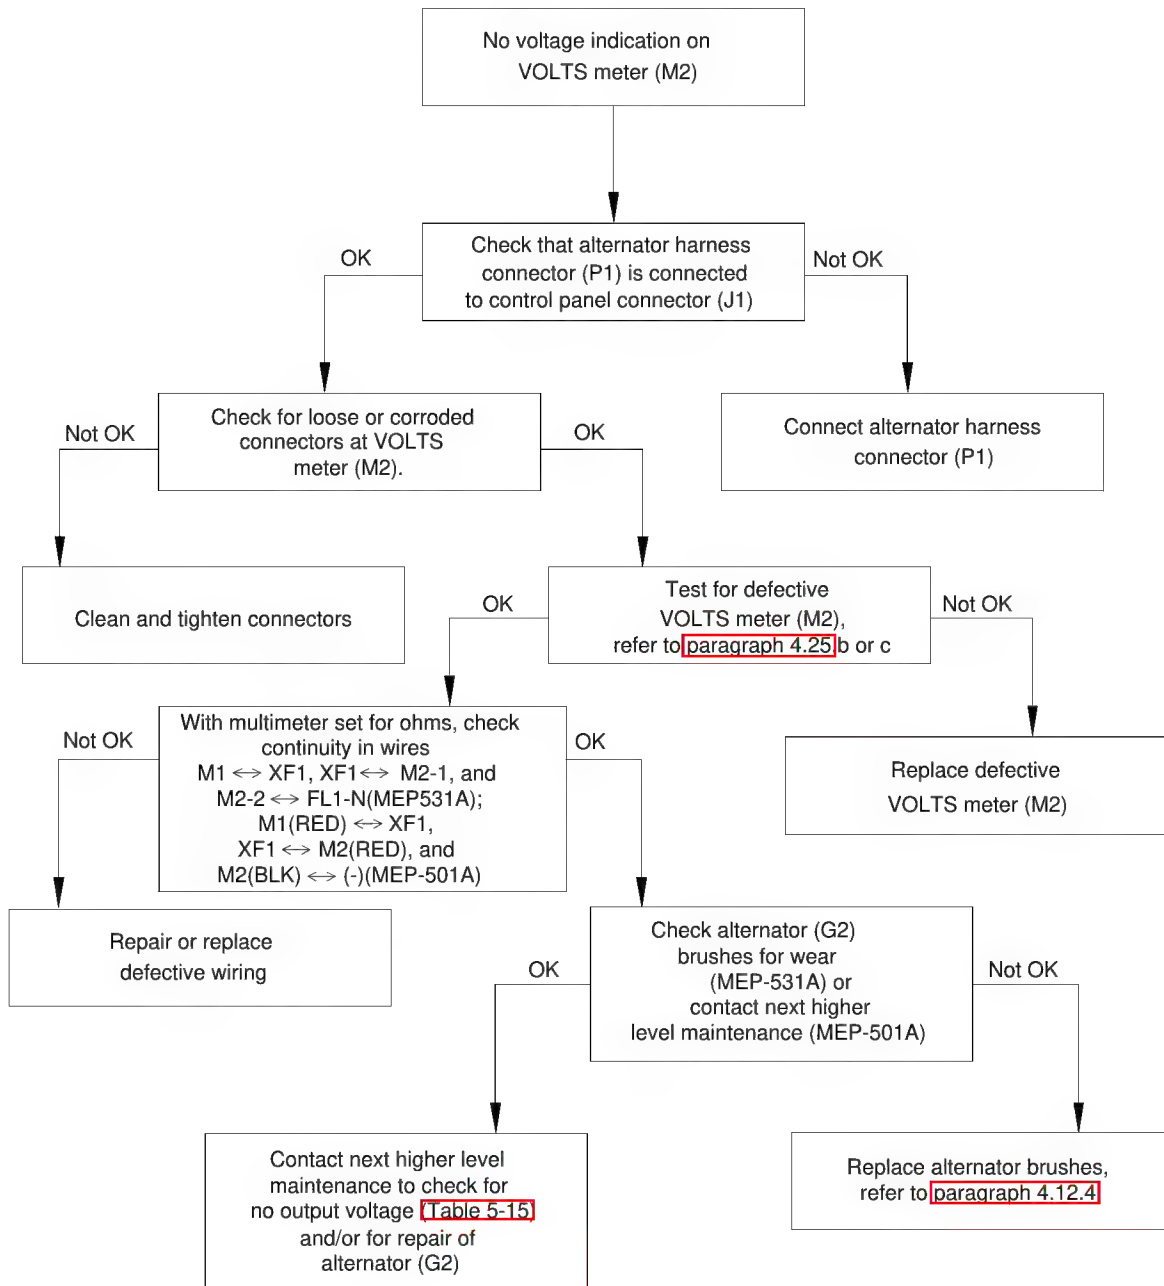 No voltage indication on
VOLTS meter (M2)
Check that alternator harness
connector (P1) is connected
to control panel connector (J1)
OK
Not OK
Check for loose or corroded
connectors at VOLTS
meter (M2).
Not OK
OK
Connect alternator harness
connector (P1)
Clean and tighten connectors
Test for defective
VOLTS meter (M2),
refer to paragraph 4.25.b or c
OK
Not OK
With multimeter set for ohms, check
continuity in wires
M1 ⟷ XF1, XF1⟷ M2-1, and
M2-2 ⟷ FL1-N(MEP531A);
M1(RED) ⟷ XF1,
XF1⟷ M2(RED), and
M2(BLK) ⟷ (-)(MEP-501A)
Not OK
OK
Replace defective
VOLTS meter (M2)
Repair or replace
defective wiring
Check alternator (G2)
brushes for wear
(MEP-531A) or
contact next higher
level maintenance (MEP-501A)
OK
Not OK
Contact next higher level
maintenance to check for
no output voltage (Table 5-15)
and/or for repair of
alternator (G2)
Replace alternator brushes,
refer to paragraph 4.12.4